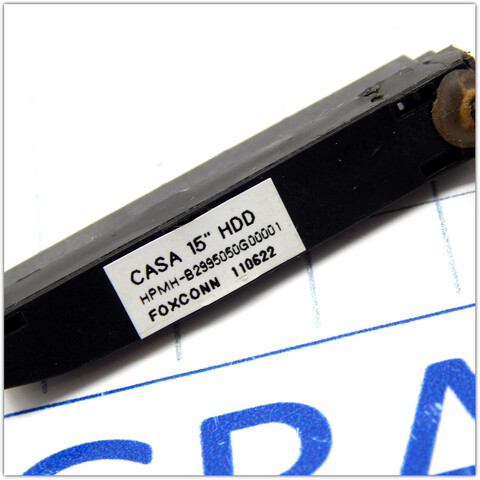 CASA 15" HDD
HPMH-B2995050G00001
FOXCONN 110622